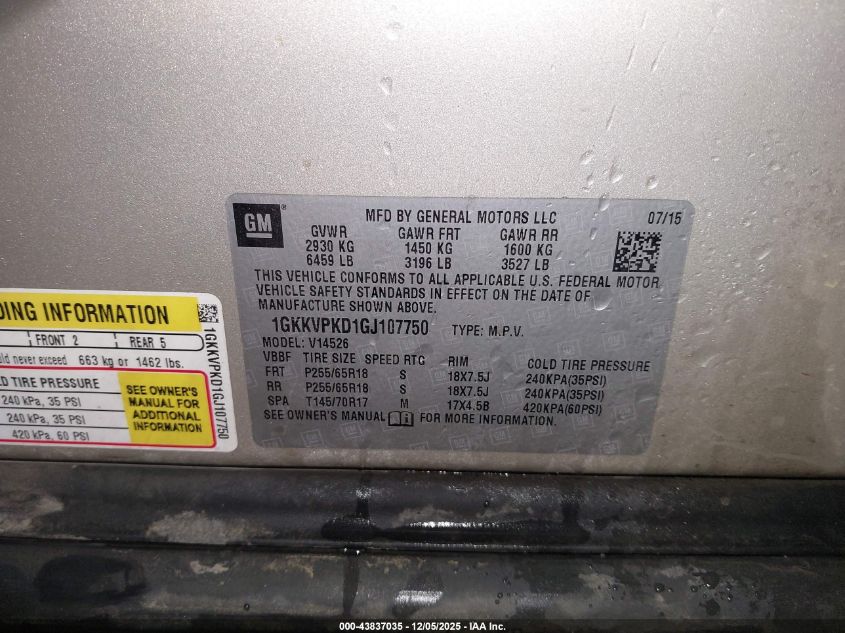 GM ®
MFD BY GENERAL MOTORS LLC 07/15
GVWR GAWR FRT GAWR RR
2930 KG 1450 KG 1600 KG
6459 LB 3196 LB 3527 LB
THIS VEHICLE CONFORMS TO ALL APPLICABLE U.S. FEDERAL MOTOR
VEHICLE SAFETY STANDARDS IN EFFECT ON THE DATE OF
MANUFACTURE SHOWN ABOVE.
1GKKVPKD1GJ107750 TYPE: M.P.V.
MODEL: V14526
VBBF TIRE SIZE SPEED RTG RIM COLD TIRE PRESSURE
FRT P255/65R18 S 18X7.5J 240KPA(35PSI)
RR P255/65R18 S 18X7.5J 240KPA(35PSI)
SPA T145/70R17 M 17X4.5B 420KPA(60PSI)
SEE OWNER'S MANUAL FOR MORE INFORMATION.
DING INFORMATION
FRONT 2 REAR 5
never exceed 663 kg or 1462 lbs.
TIRE PRESSURE
240 kPa, 35 PSI
240 kPa, 35 PSI
420 kPa, 60 PSI
SEE OWNER'S
MANUAL FOR
ADDITIONAL
INFORMATION
1GKKVPKD1GJ107750
000-43837035 - 12/05/2025 - IAA Inc.